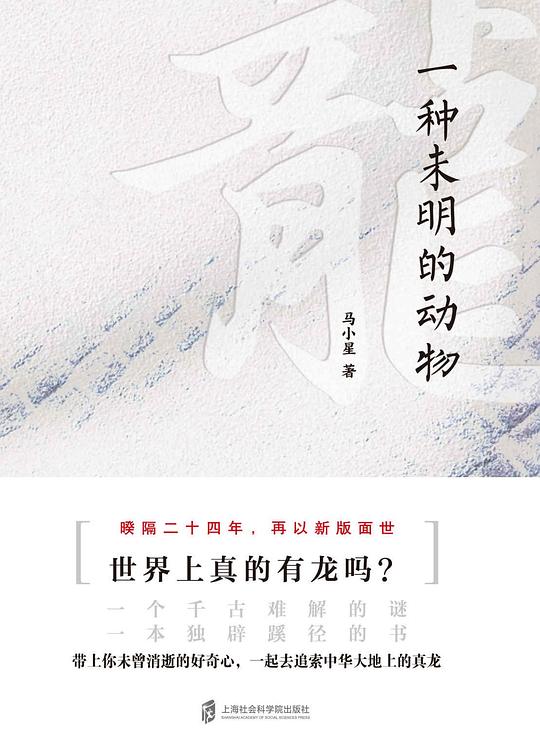 龍
一种未明的动物
马小星 著
暌隔二十四年，再以新版面世
世界上真的有龙吗？
一个千古难解的谜
一本独辟蹊径的书
带上你未曾消逝的好奇心，一起去追索中华大地上的真龙
上海社会科学院出版社
SHANGHAI ACADEMY OF SOCIAL SCIENCES PRESS